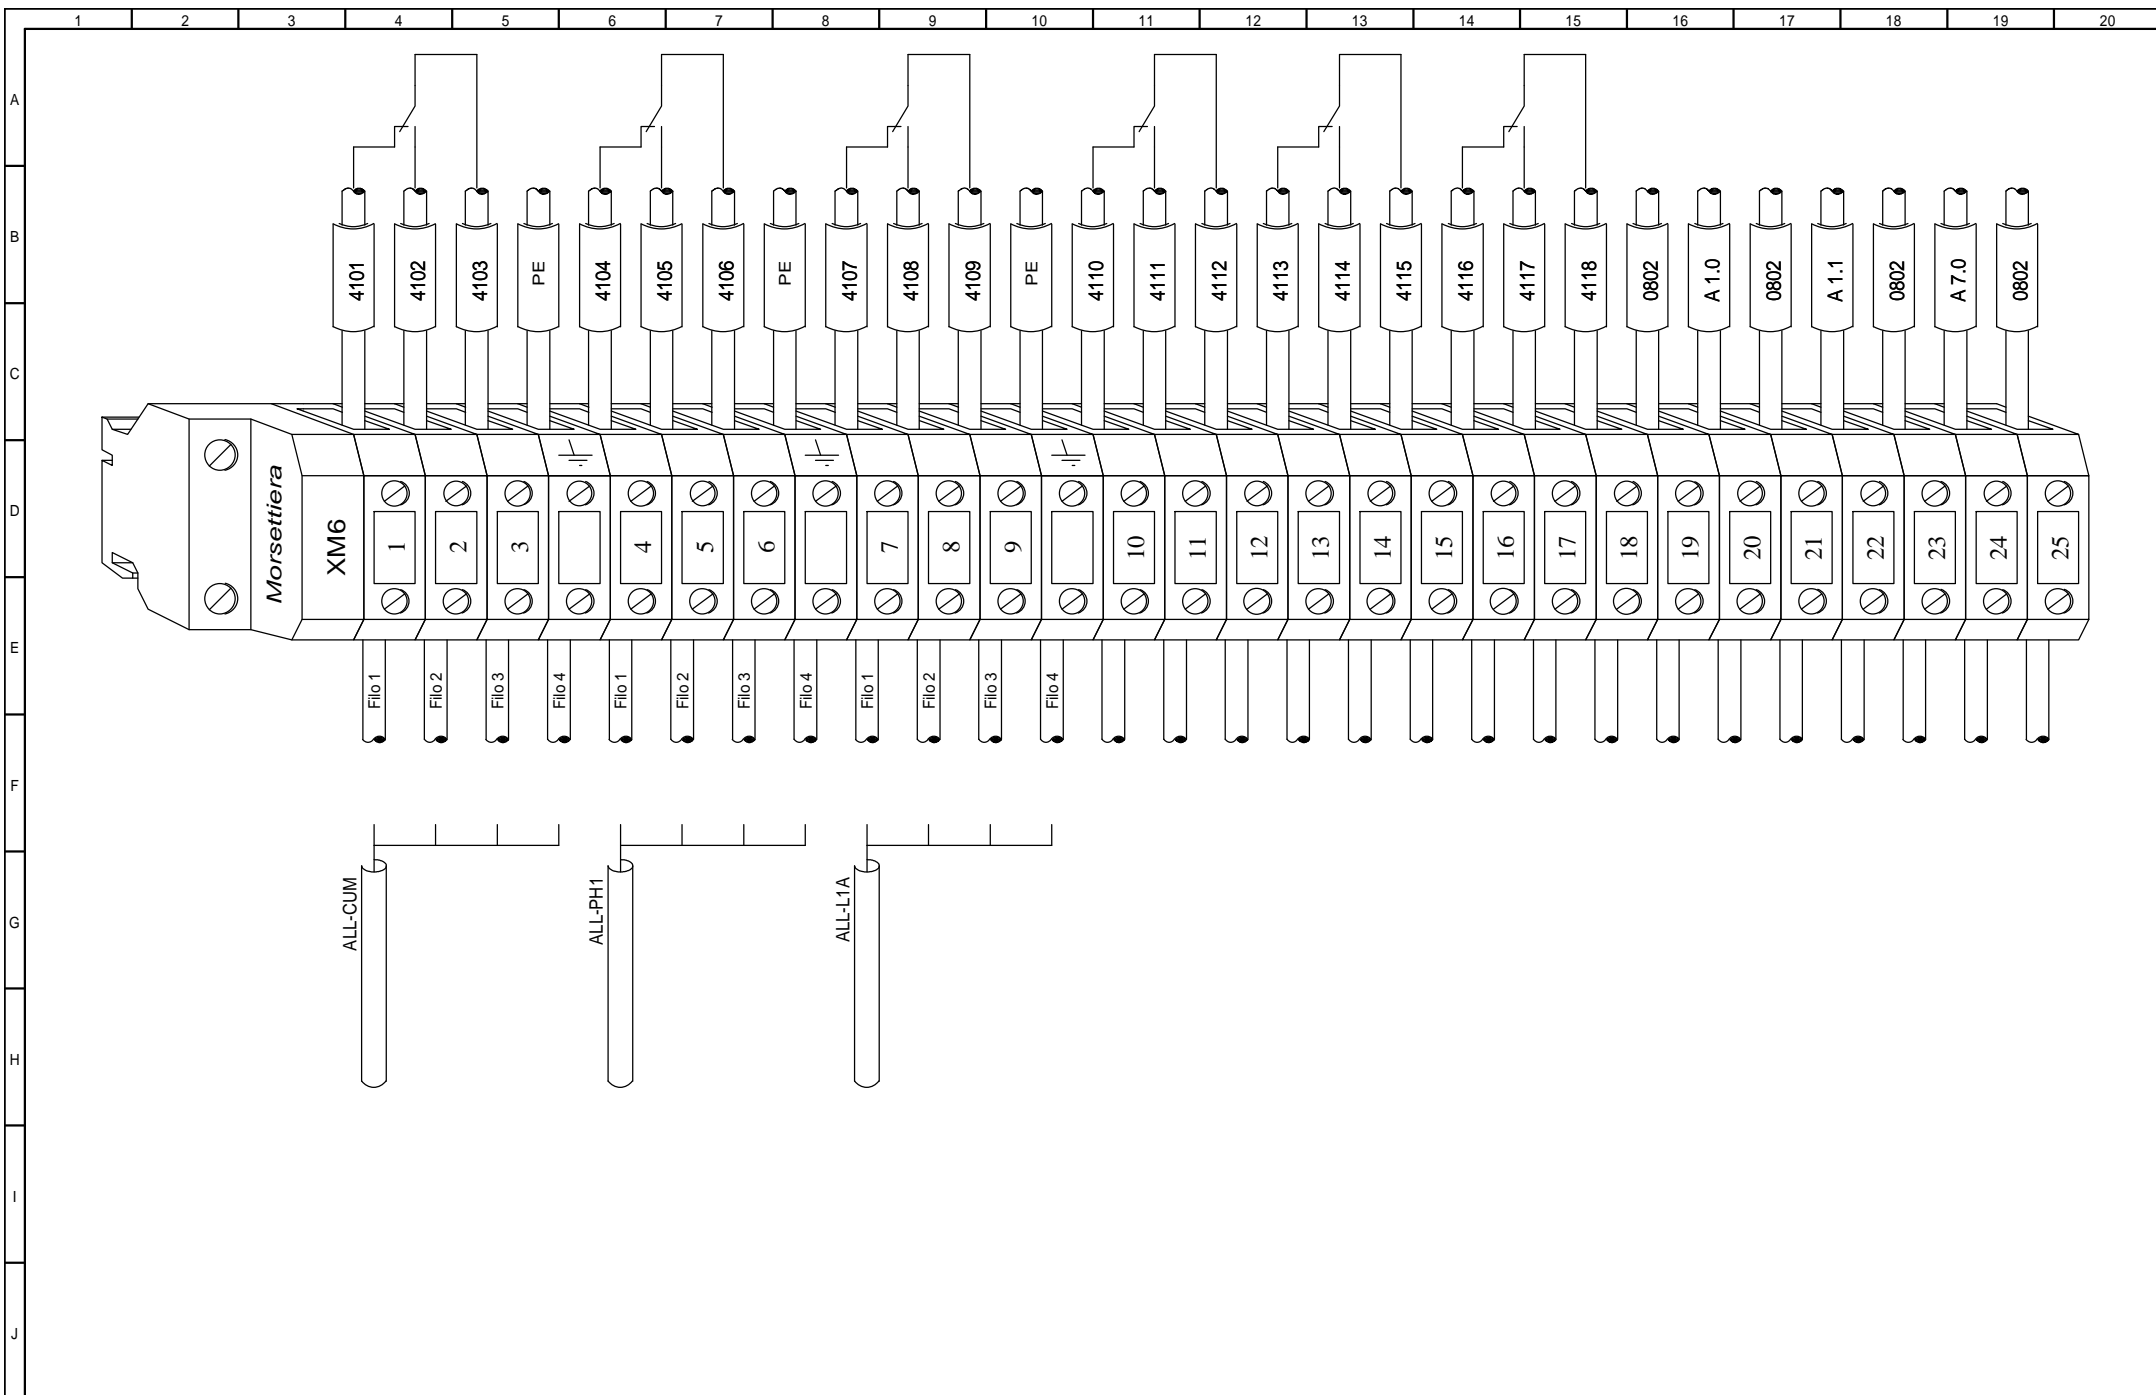 1 2 3 4 5 6 7 8 9 10 11 12 13 14 15 16 17 18 19 20
A
B
C
D
E
F
G
H
I
J
4101 4102 4103 PE 4104 4105 4106 PE 4107 4108 4109 PE 4110 4111 4112 4113 4114 4115 4116 4117 4118 0802 A 1.0 0802 A 1.1 0802 A 7.0 0802
Morsettiera
XM6
1 2 3 4 5 6 7 8 9 10 11 12 13 14 15 16 17 18 19 20 21 22 23 24 25
Filo 1 Filo 2 Filo 3 Filo 4 Filo 1 Filo 2 Filo 3 Filo 4 Filo 1 Filo 2 Filo 3 Filo 4
ALL-CUM
ALL-PH1
ALL-L1A